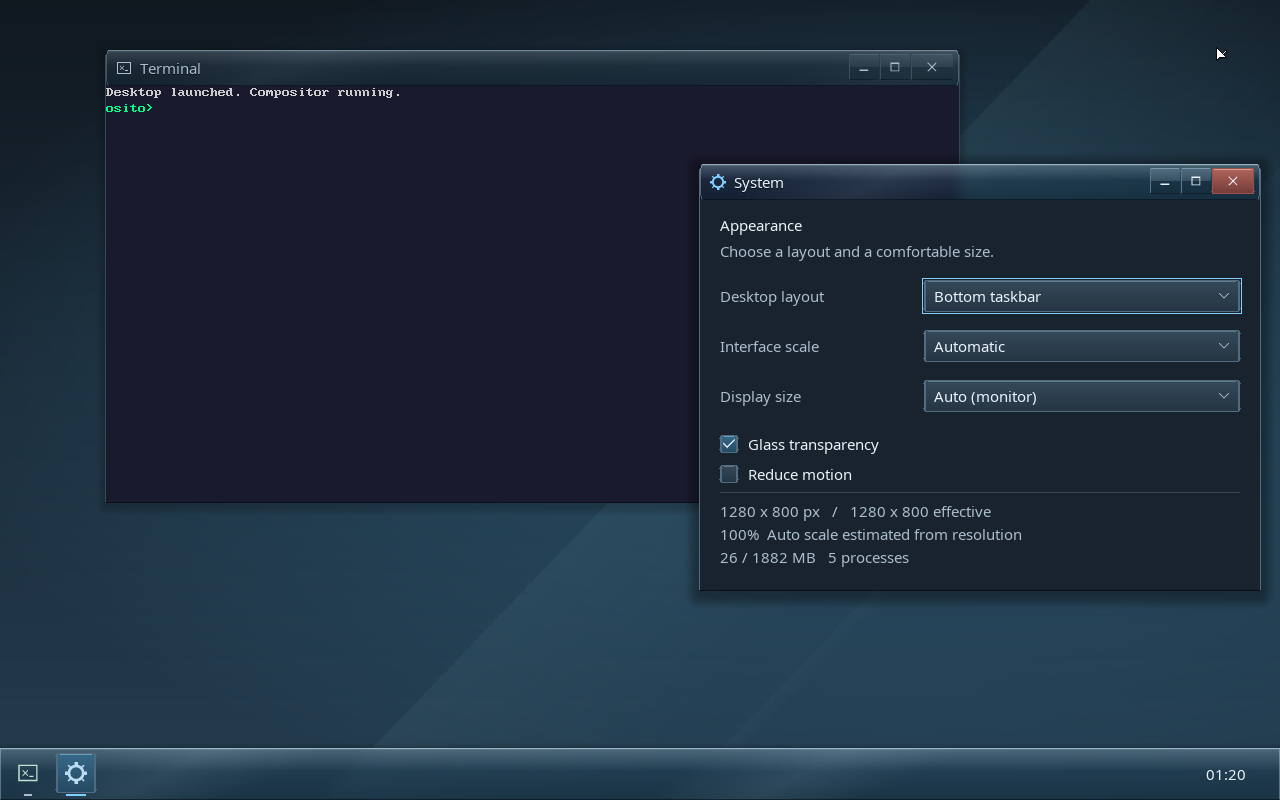 Terminal
Desktop launched. Compositor running.
osito>
System
Appearance
Choose a layout and a comfortable size.
Desktop layout
Bottom taskbar
Interface scale
Automatic
Display size
Auto (monitor)
Glass transparency
Reduce motion
1280 x 800 px / 1280 x 800 effective
100% Auto scale estimated from resolution
26 / 1882 MB 5 processes
01:20